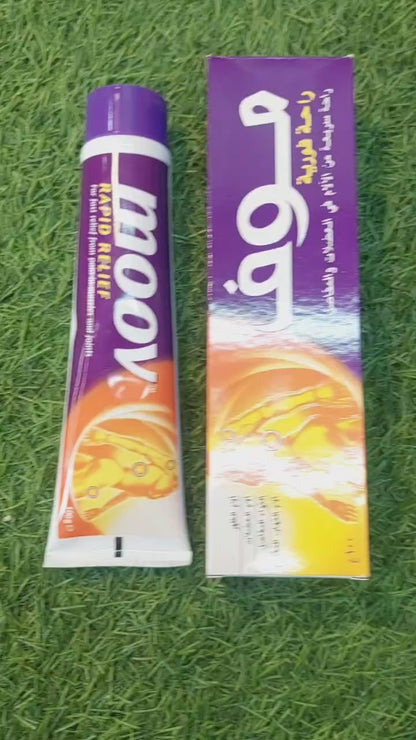 moov
RAPID RELIEF
For fast relief from pain in muscles and joints
موف
راحة فورية
راحة سريعة من الآلام في العضلات والمفاصل